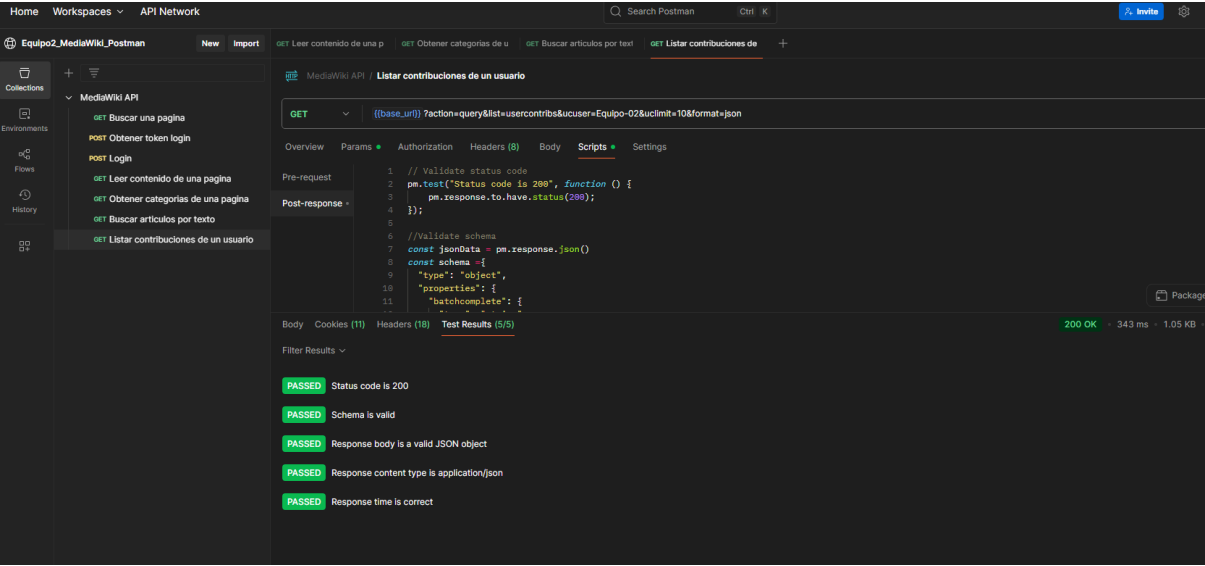 Home Workspaces API Network Search Postman Ctrl K Invite
Equipo2_MediaWiki_Postman New Import
GET Leer contenido de una p GET Obtener categorias de u GET Buscar articulos por text GET Listar contribuciones de
Collections
Environments
Flows
History
MediaWiki API
GET Buscar una pagina
POST Obtener token login
POST Login
GET Leer contenido de una pagina
GET Obtener categorias de una pagina
GET Buscar articulos por texto
GET Listar contribuciones de un usuario
HTTP MediaWiki API / Listar contribuciones de un usuario
GET {{base_url}} ?action=query&list=usercontribs&ucuser=Equipo-02&uclimit=10&format=json
Overview Params Authorization Headers (8) Body Scripts Settings
Pre-request
Post-response
1 // Validate status code
2 pm.test("Status code is 200", function () {
3 pm.response.to.have.status(200);
4 });
5
6 //Validate schema
7 const jsonData = pm.response.json()
8 const schema ={
9 "type": "object",
10 "properties": {
11 "batchcomplete": {
Package
Body Cookies (11) Headers (18) Test Results (5/5) 200 OK 343 ms 1.05 KB
Filter Results
PASSED Status code is 200
PASSED Schema is valid
PASSED Response body is a valid JSON object
PASSED Response content type is application/json
PASSED Response time is correct